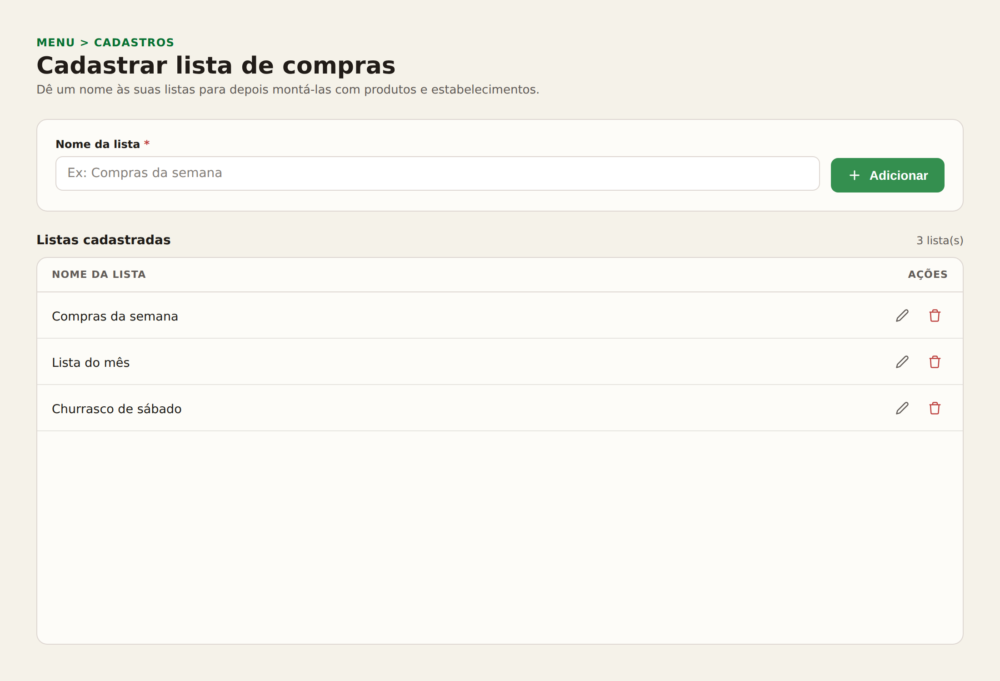 MENU > CADASTROS
Cadastrar lista de compras
Dê um nome às suas listas para depois montá-las com produtos e estabelecimentos.
Nome da lista *
Ex: Compras da semana
Adicionar
Listas cadastradas
3 lista(s)
NOME DA LISTA
AÇÕES
Compras da semana
Lista do mês
Churrasco de sábado